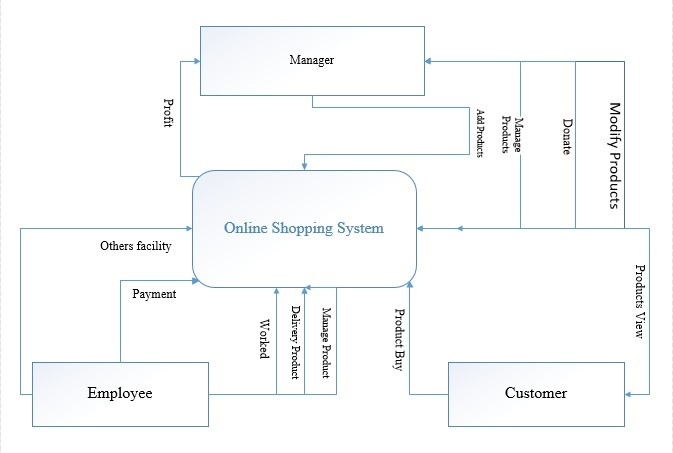 Manager
Profit
Add Products
Manage
Products
Donate
Modify Products
Online Shopping System
Others facility
Payment
Worked
Delivery Product
Manage Product
Product Buy
Products View
Employee
Customer